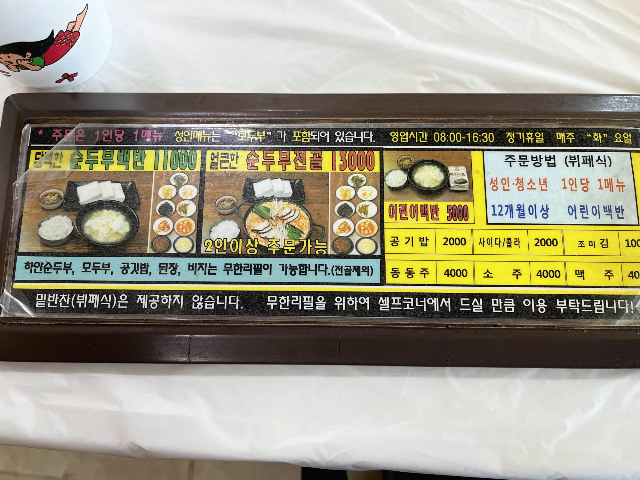 * 주문은 1인당 1메뉴 성인메뉴는 "모두부"가 포함되어 있습니다. 영업시간 08:00-16:30 정기휴일 매주 "화"요일
담백한 순두부백반 11000
얼큰한 순두부전골 13000
2인이상 주문가능
어린이백반 5000
주문방법 (뷔페식)
성인·청소년 1인당 1메뉴
12개월이상 어린이백반
공기밥 2000 사이다/콜라 2000 조미김
동동주 4000 소주 4000 맥주
하얀순두부, 모두부, 공깃밥, 된장, 비지는 무한리필이 가능합니다.(전골제외)
밑반찬(뷔페식)은 제공하지 않습니다. 무한리필을 위하여 셀프코너에서 드실 만큼 이용 부탁드립니다!